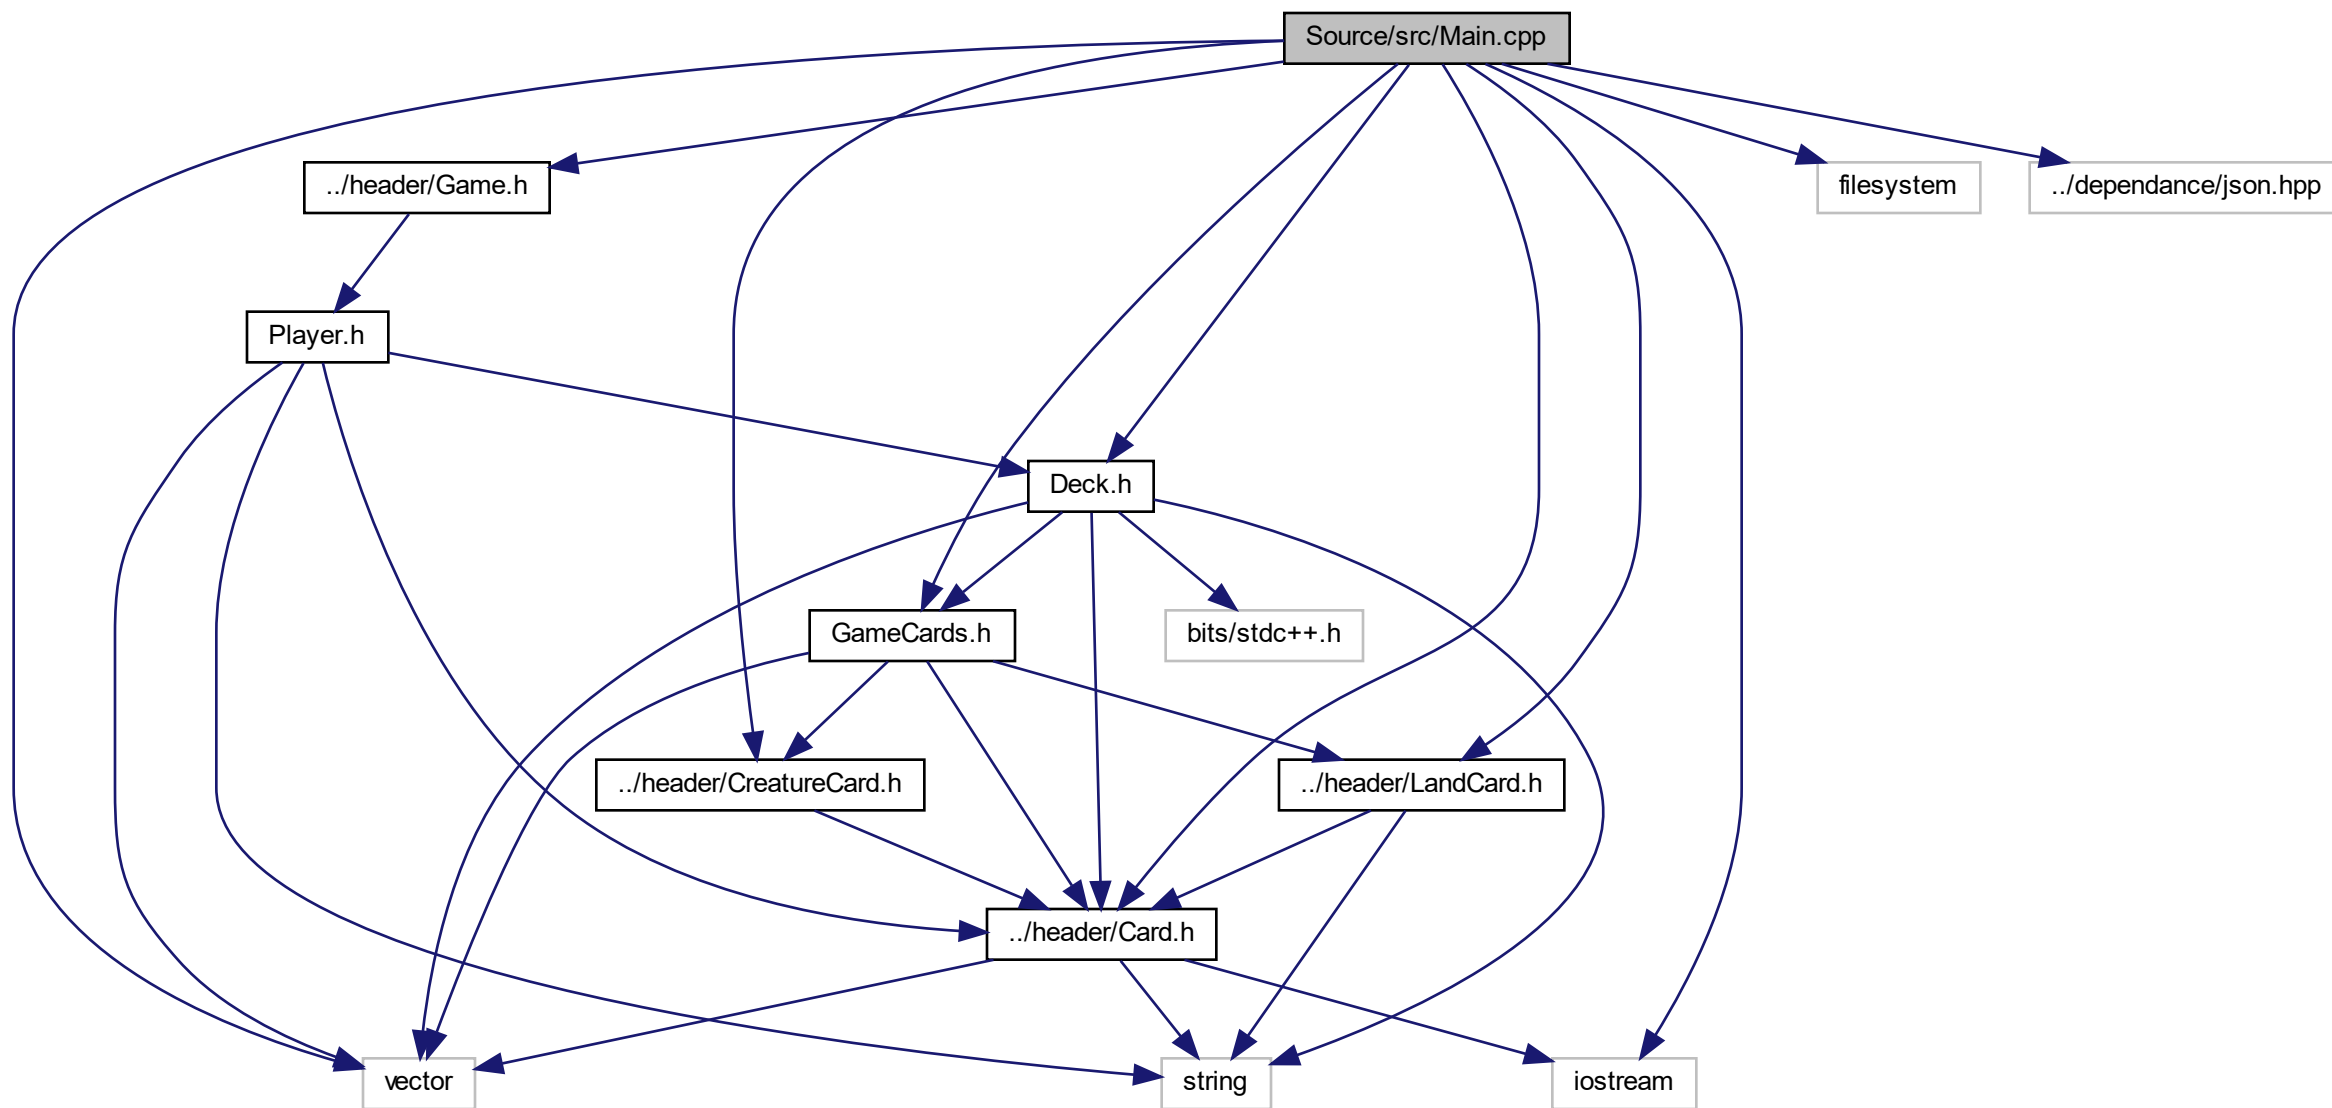 Source/src/Main.cpp
../header/Game.h
filesystem
../dependance/json.hpp
Player.h
Deck.h
GameCards.h
bits/stdc++.h
../header/CreatureCard.h
../header/LandCard.h
../header/Card.h
vector
string
iostream